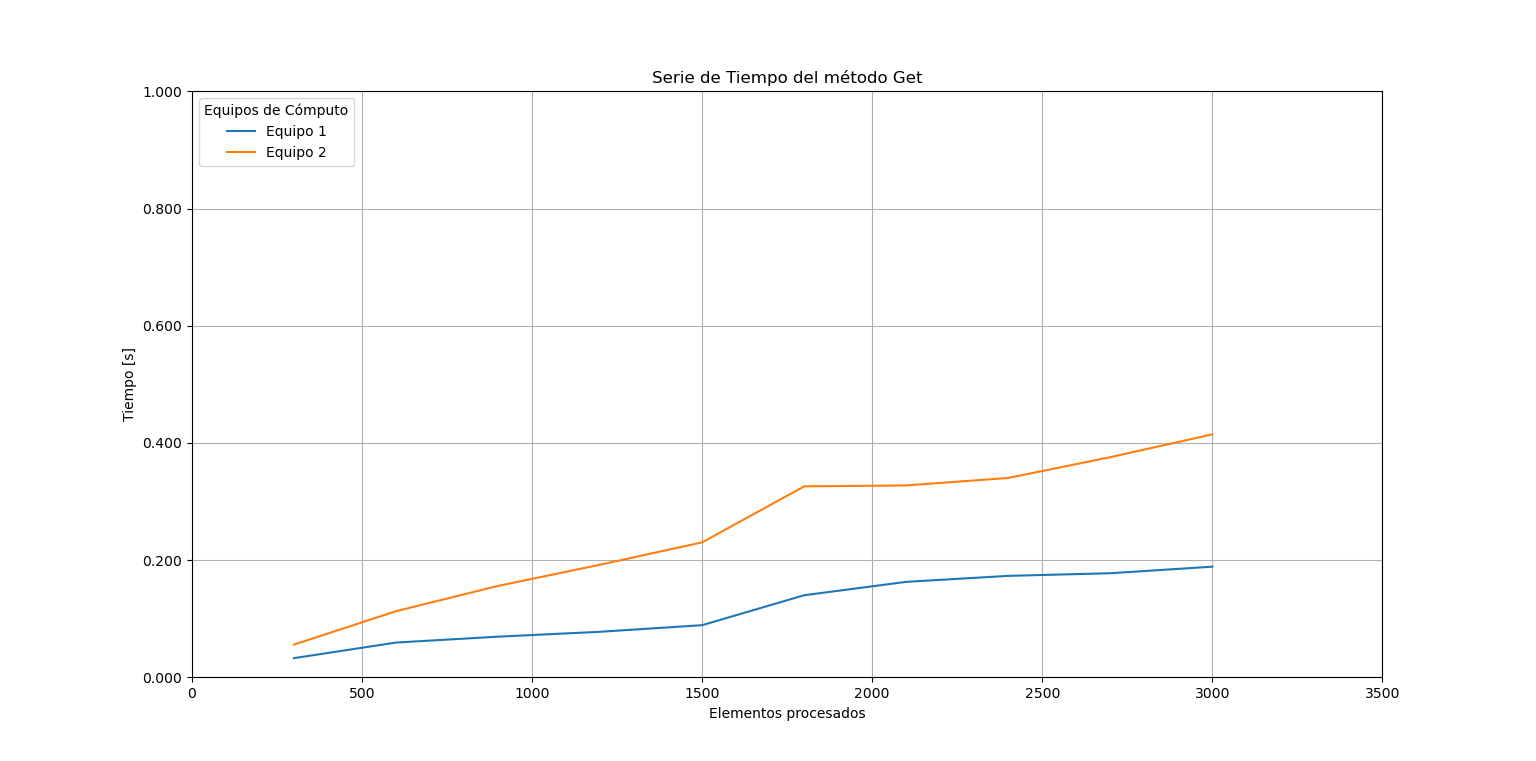 Serie de Tiempo del método Get
Equipos de Cómputo
Equipo 1
Equipo 2
1.000
0.800
0.600
0.400
0.200
0.000
Tiempo [s]
0 500 1000 1500 2000 2500 3000 3500
Elementos procesados